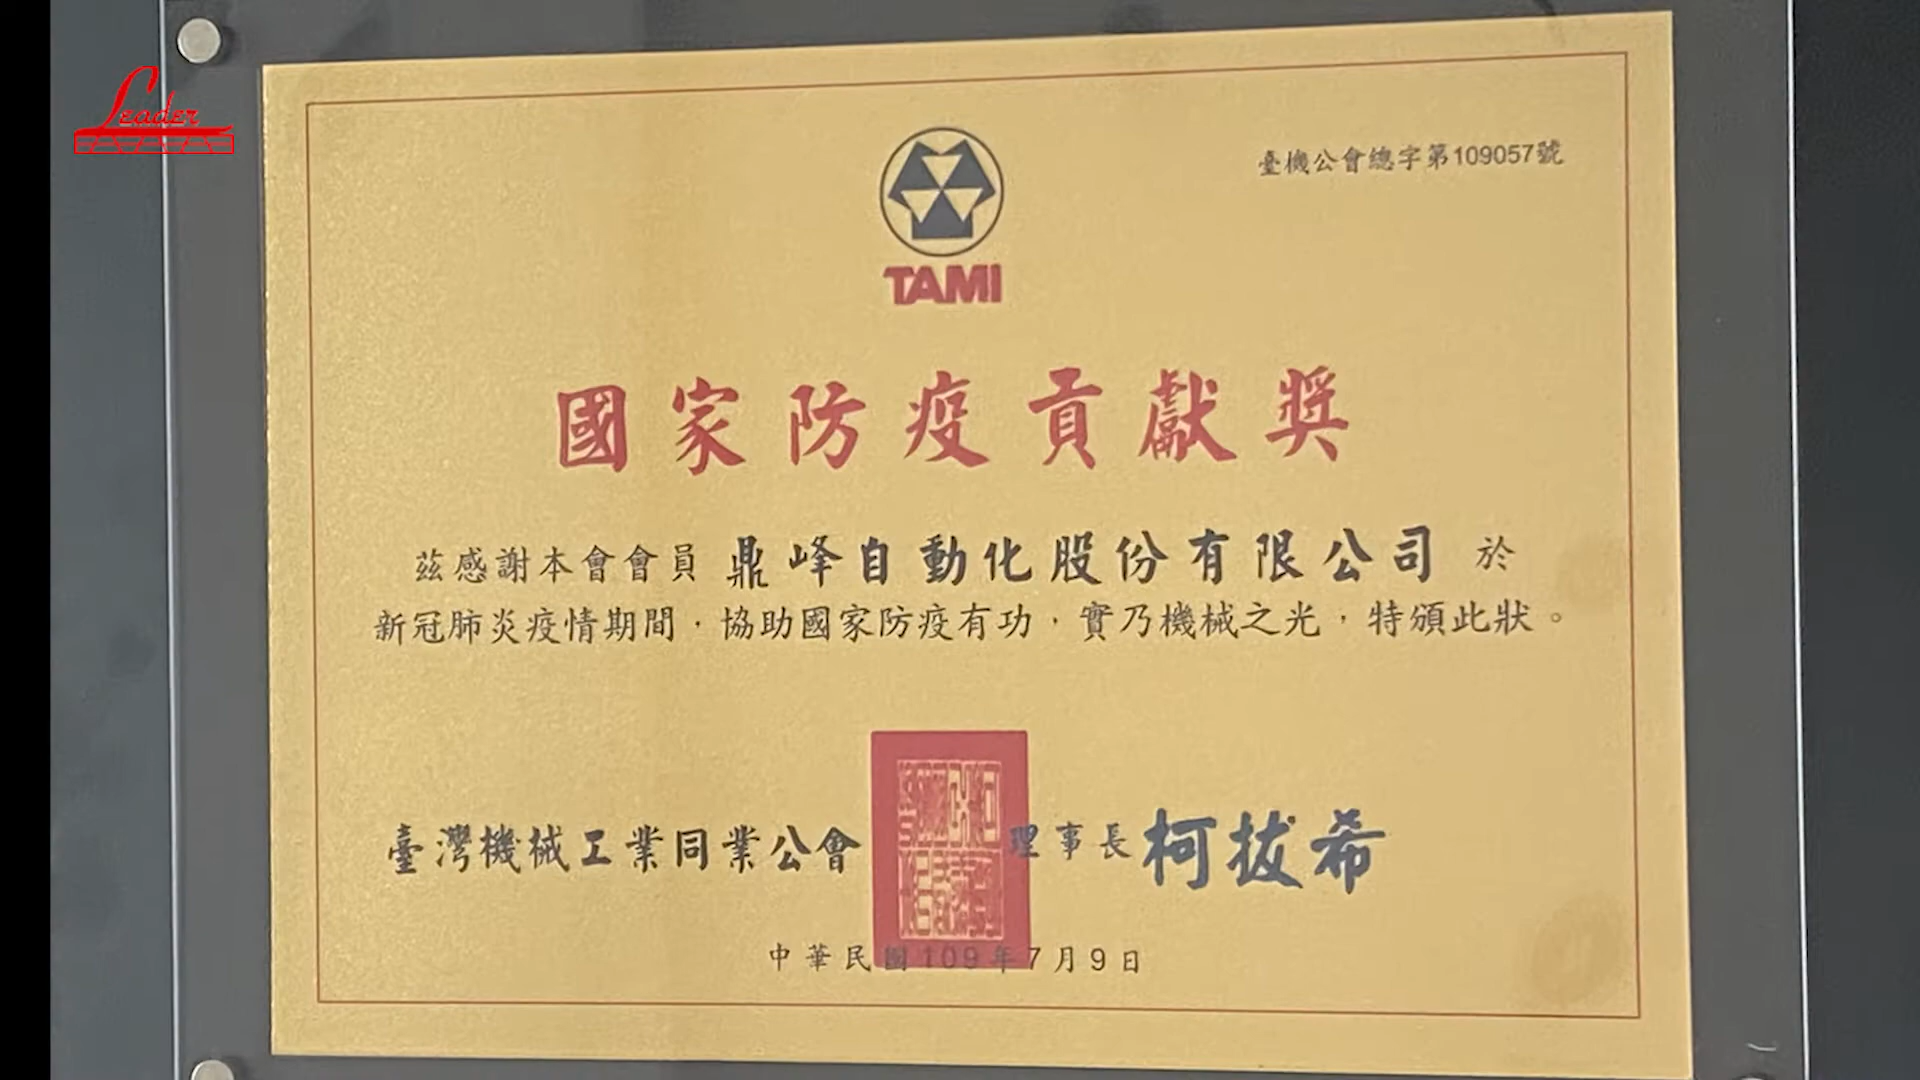 Leader
臺機公會總字第109057號
TAMI
國家防疫貢獻獎
茲感謝本會會員 鼎峰自動化股份有限公司 於
新冠肺炎疫情期間，協助國家防疫有功，實乃機械之光，特頒此狀。
臺灣機械工業同業公會 理事長 柯拔希
中華民國109年7月9日